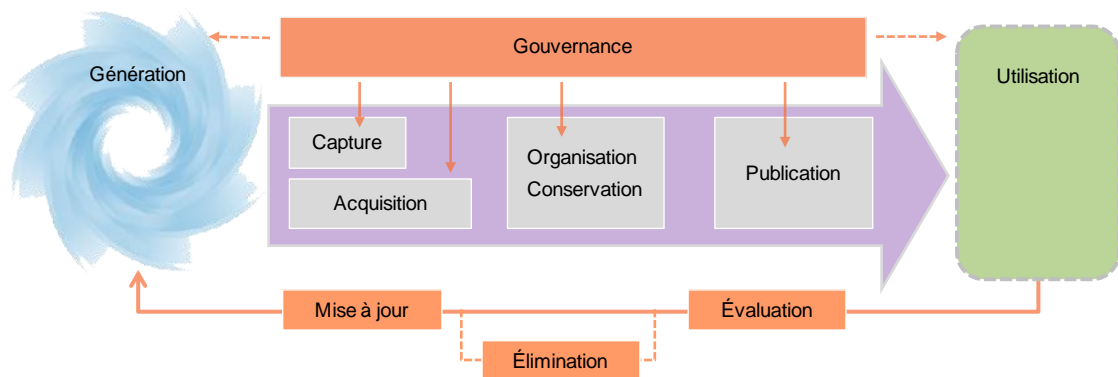 Gouvernance
Génération
Utilisation
Capture
Organisation
Conservation
Publication
Acquisition
Mise à jour
Évaluation
Élimination